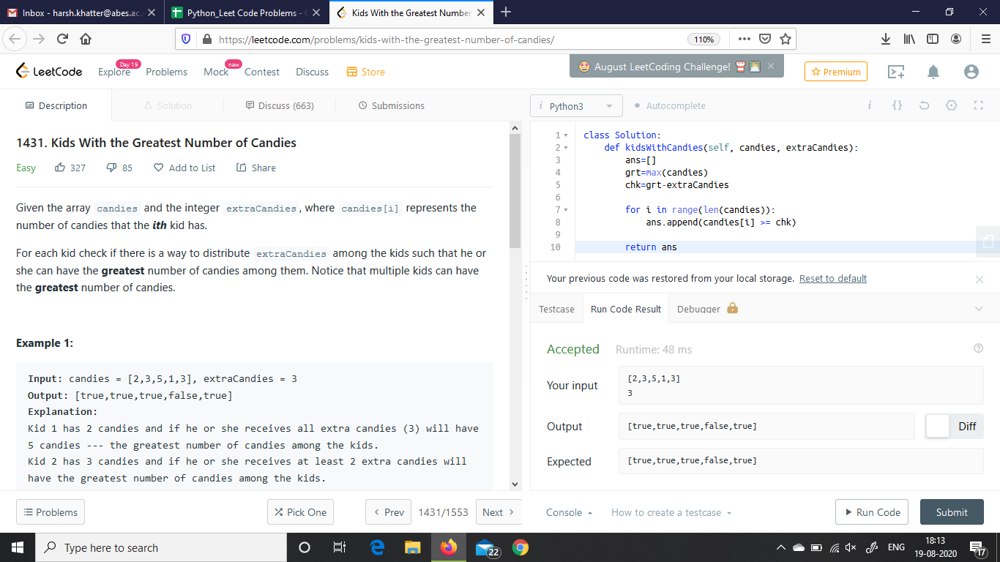 Inbox - harsh.khatter@abes.ac.
Python_Leet Code Problems -
Kids With the Greatest Number
https://leetcode.com/problems/kids-with-the-greatest-number-of-candies/
110%
LeetCode
Explore
Day 19
Problems
Mock
new
Contest
Discuss
Store
August LeetCoding Challenge!
Premium
Description
Solution
Discuss (663)
Submissions
1431. Kids With the Greatest Number of Candies
Easy
327
85
Add to List
Share
Given the array candies and the integer extraCandies, where candies[i] represents the
number of candies that the ith kid has.
For each kid check if there is a way to distribute extraCandies among the kids such that he or
she can have the greatest number of candies among them. Notice that multiple kids can have
the greatest number of candies.
Example 1:
Input: candies = [2,3,5,1,3], extraCandies = 3
Output: [true,true,true,false,true]
Explanation:
Kid 1 has 2 candies and if he or she receives all extra candies (3) will have
5 candies --- the greatest number of candies among the kids.
Kid 2 has 3 candies and if he or she receives at least 2 extra candies will
have the greatest number of candies among the kids.
Problems
Pick One
Prev
1431/1553
Next
i Python3
Autocomplete
i
{}
1 class Solution:
2 def kidsWithCandies(self, candies, extraCandies):
3 ans=[]
4 grt=max(candies)
5 chk=grt-extraCandies
6
7 for i in range(len(candies)):
8 ans.append(candies[i] >= chk)
9
10 return ans
Your previous code was restored from your local storage. Reset to default
Testcase
Run Code Result
Debugger
Accepted
Runtime: 48 ms
Your input
[2,3,5,1,3]
3
Output
[true,true,true,false,true]
Diff
Expected
[true,true,true,false,true]
Console
How to create a testcase
Run Code
Submit
Type here to search
22
ENG
18:13
19-08-2020
17